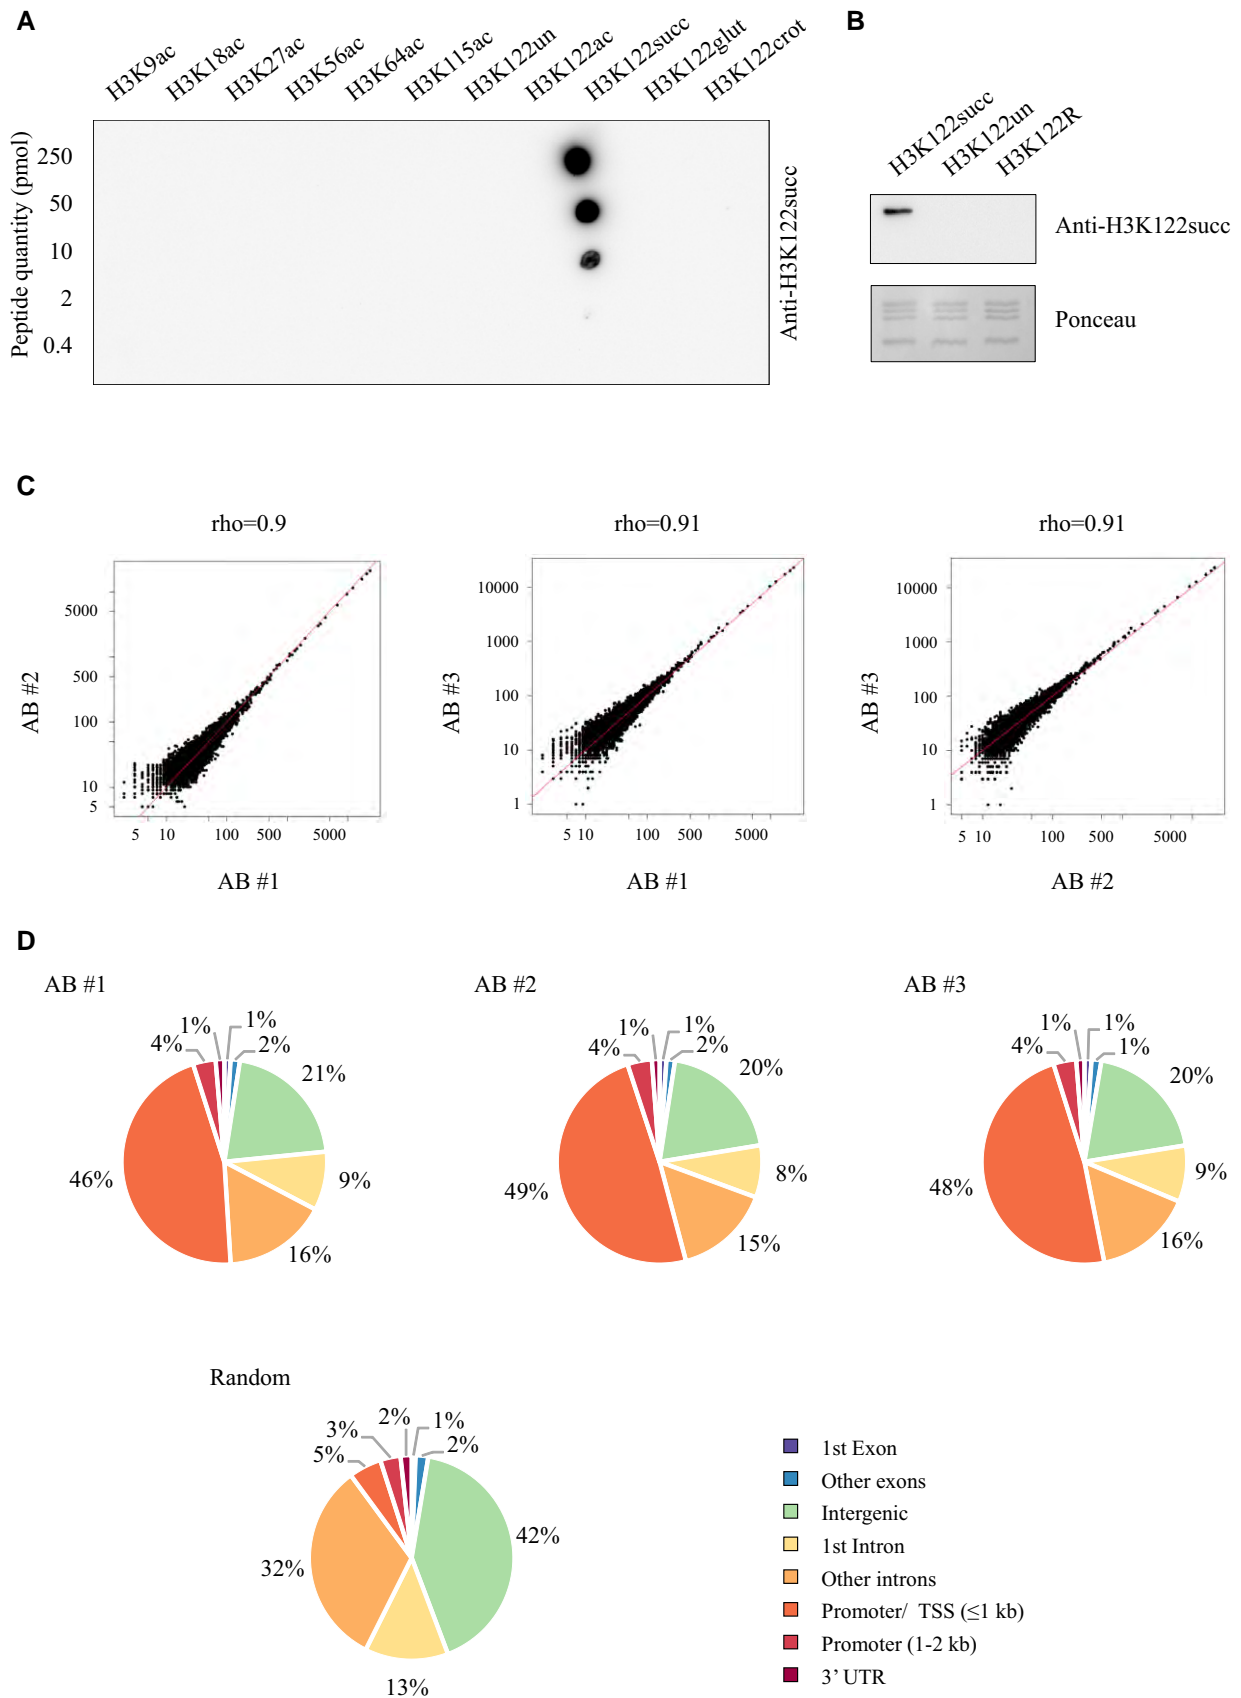 A
H3K9ac
H3K18ac
H3K27ac
H3K56ac
H3K64ac
H3K115ac
H3K122un
H3K122ac
H3K122succ
H3K122glut
H3K122crot
Peptide quantity (pmol)
250
50
10
2
0.4
Anti-H3K122succ
B
H3K122succ
H3K122un
H3K122R
Anti-H3K122succ
Ponceau
C
rho=0.9
AB #2
5000
500
100
10
5
5 10 100 500 5000
AB #1
rho=0.91
AB #3
10000
1000
100
10
1
5 10 100 500 5000
AB #1
rho=0.91
AB #3
10000
1000
100
10
1
5 10 100 500 5000
AB #2
D
AB #1
1%
1%
4%
2%
21%
46%
9%
16%
AB #2
1%
1%
4%
2%
20%
49%
8%
15%
AB #3
1%
1%
4%
1%
20%
48%
9%
16%
Random
2%
1%
3%
2%
5%
42%
32%
13%
1st Exon
Other exons
Intergenic
1st Intron
Other introns
Promoter/ TSS (≤1 kb)
Promoter (1-2 kb)
3’ UTR